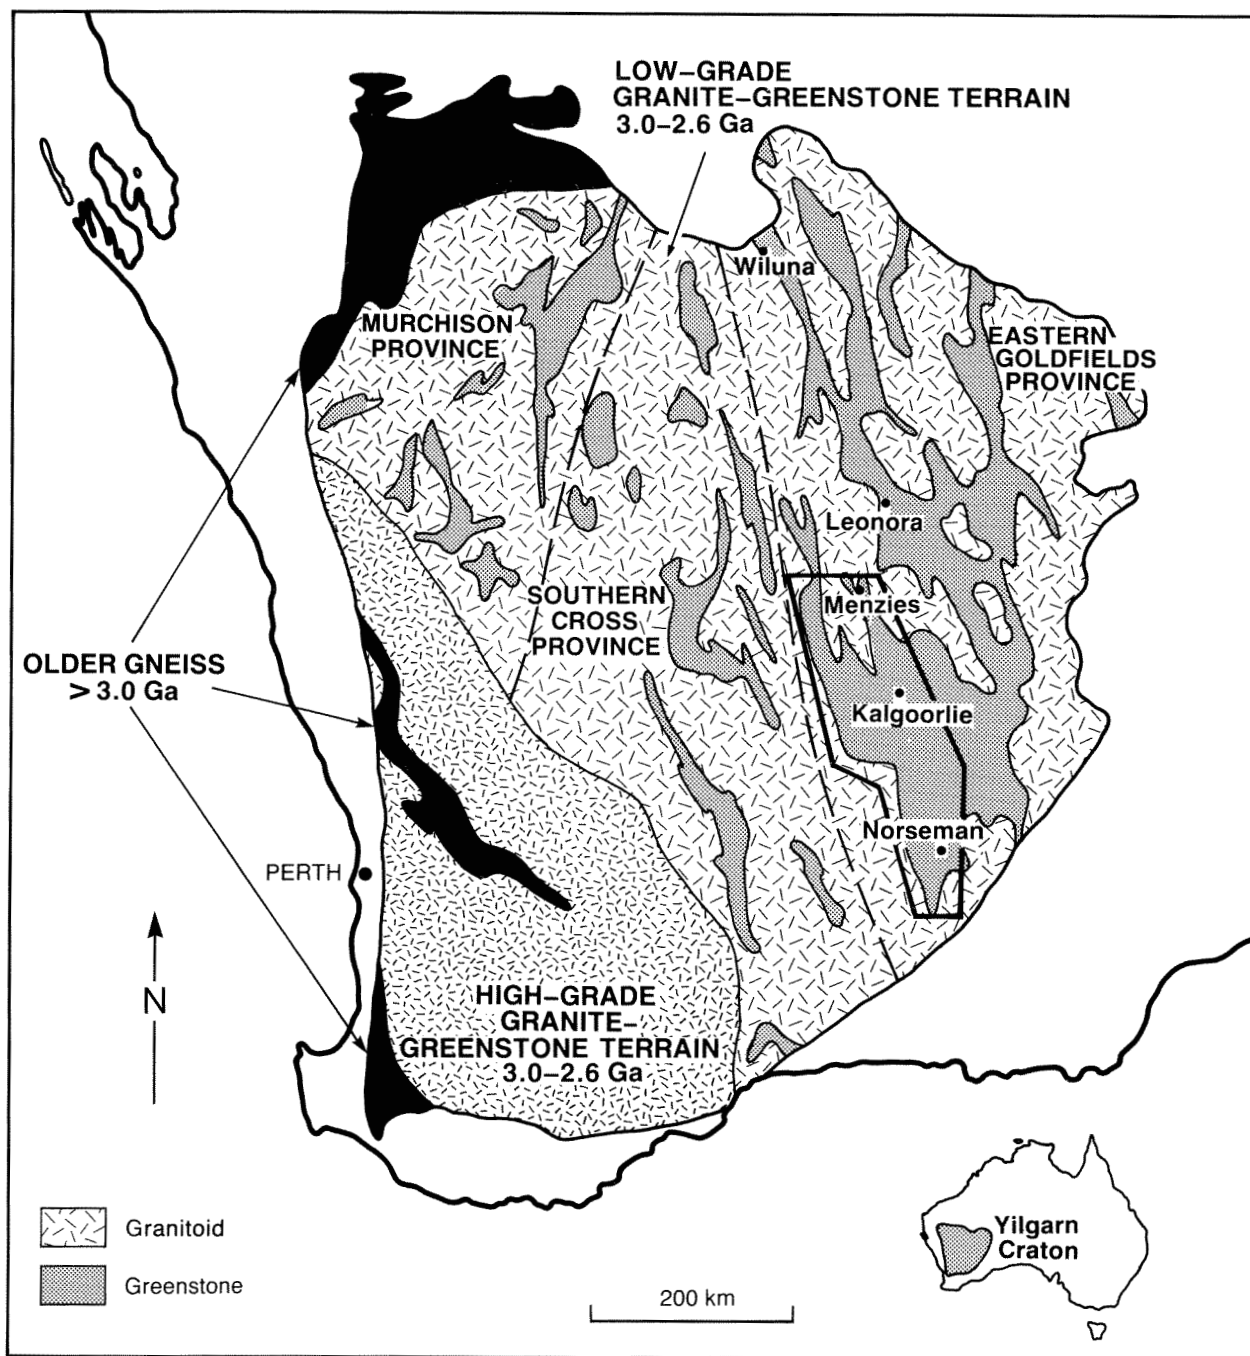 LOW–GRADE
GRANITE–GREENSTONE TERRAIN
3.0–2.6 Ga
Wiluna
MURCHISON
PROVINCE
EASTERN
GOLDFIELDS
PROVINCE
Leonora
SOUTHERN
CROSS
PROVINCE
Menzies
OLDER GNEISS
> 3.0 Ga
Kalgoorlie
Norseman
PERTH
N
HIGH–GRADE
GRANITE–
GREENSTONE TERRAIN
3.0–2.6 Ga
Granitoid
Greenstone
200 km
Yilgarn
Craton